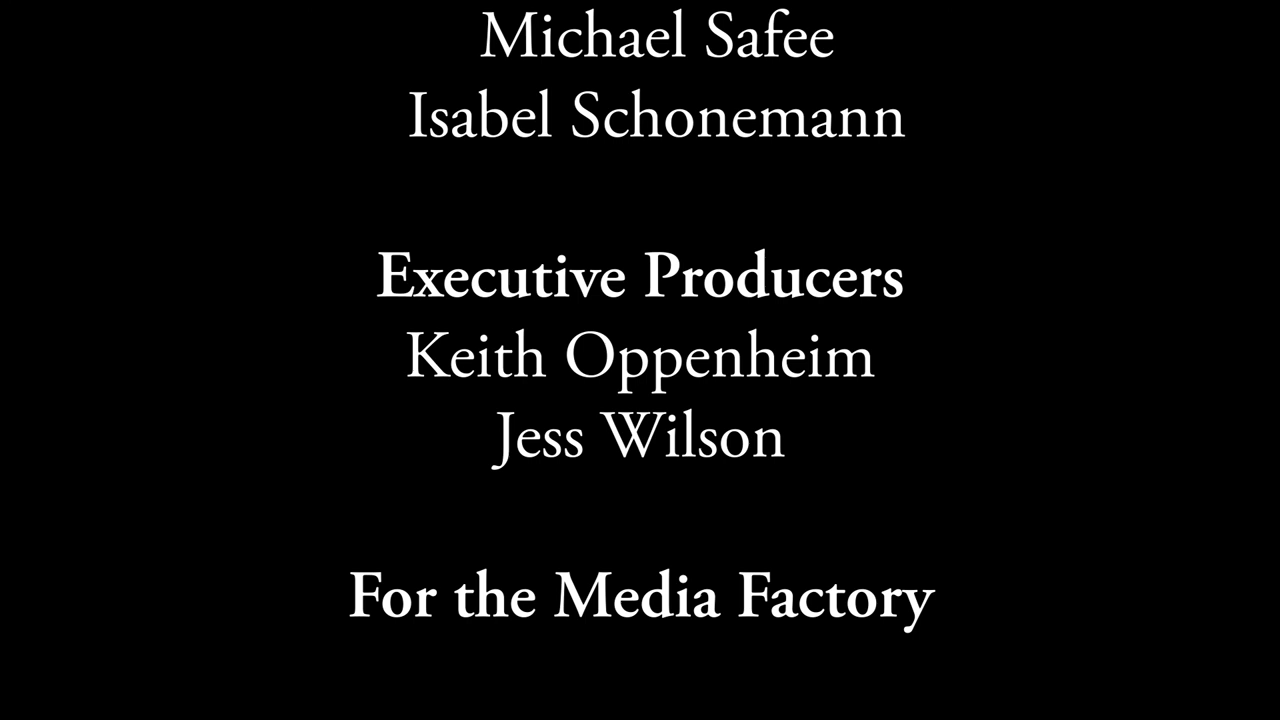 Michael Safee
Isabel Schonemann
Executive Producers
Keith Oppenheim
Jess Wilson
For the Media Factory